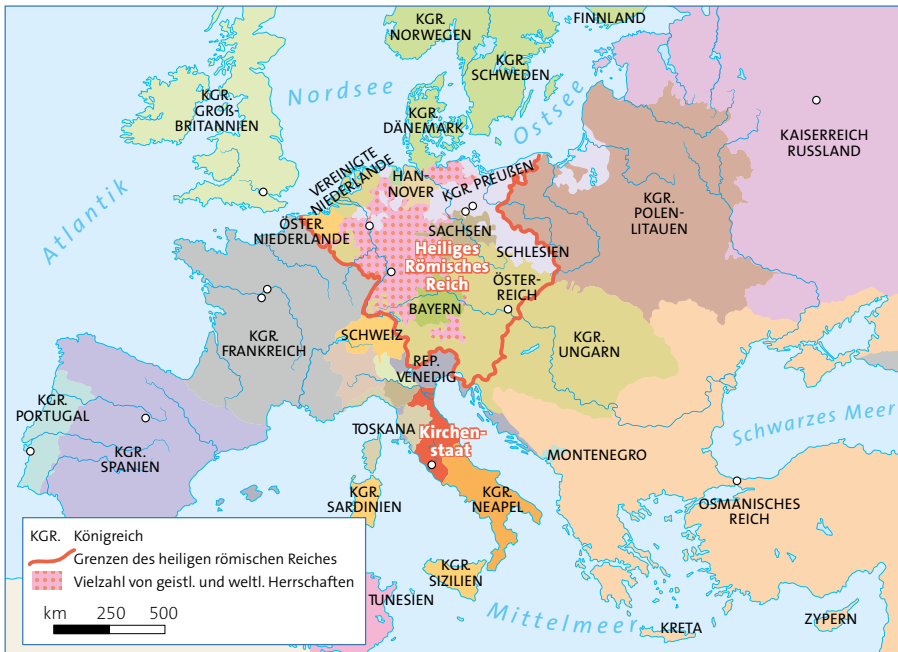 KGR.
NORWEGEN
FINNLAND
KGR.
SCHWEDEN
Nordsee
KGR.
GROß-
BRITANNIEN
KGR.
DÄNEMARK
Ostsee
KAISERREICH
RUSSLAND
Atlantik
VEREINIGTE
NIEDERLANDE
HAN-
NOVER
KGR. PREUßEN
KGR.
POLEN-
LITAUEN
ÖSTER.
NIEDERLANDE
SACHSEN
Heiliges
Römisches
Reich
SCHLESIEN
ÖSTER-
REICH
BAYERN
KGR.
FRANKREICH
SCHWEIZ
KGR.
UNGARN
REP.
VENEDIG
KGR.
PORTUGAL
KGR.
SPANIEN
TOSKANA
Kirchen-
staat
MONTENEGRO
Schwarzes Meer
KGR.
SARDINIEN
KGR.
NEAPEL
OSMANISCHES
REICH
KGR.
SIZILIEN
TUNESIEN
Mittelmeer
KRETA
ZYPERN
KGR. Königreich
Grenzen des heiligen römischen Reiches
Vielzahl von geistl. und weltl. Herrschaften
km 250 500